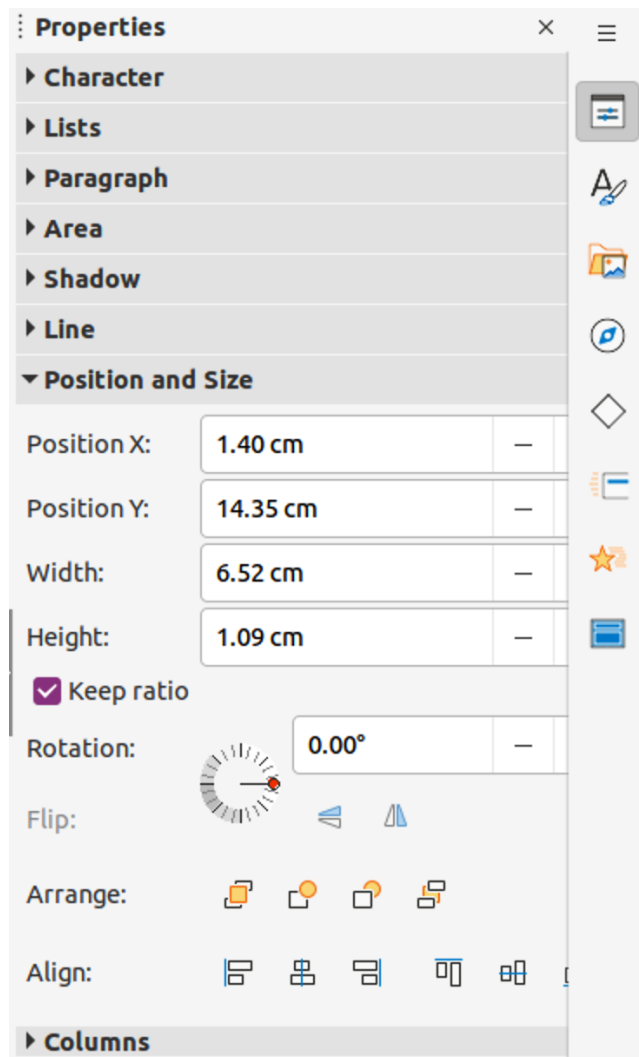 Properties
Character
Lists
Paragraph
Area
Shadow
Line
Position and Size
Position X: 1.40 cm
Position Y: 14.35 cm
Width: 6.52 cm
Height: 1.09 cm
Keep ratio
Rotation: 0.00°
Flip:
Arrange:
Align:
Columns